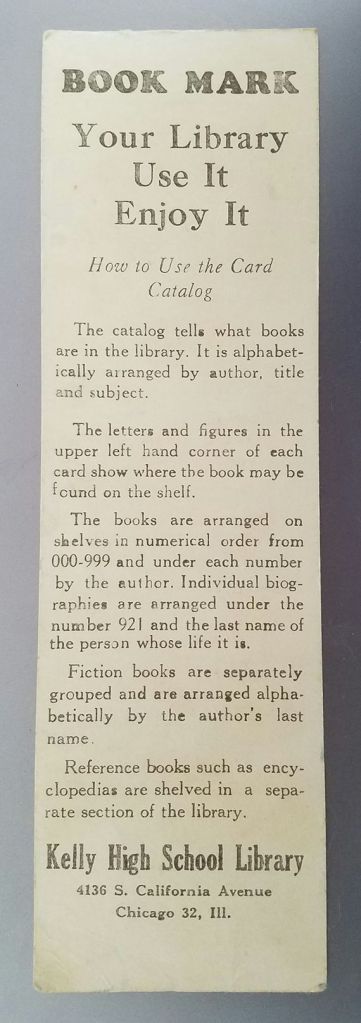 BOOK MARK
Your Library
Use It
Enjoy It
How to Use the Card
Catalog
The catalog tells what books
are in the library. It is alphabet-
ically arranged by author, title
and subject.
The letters and figures in the
upper left hand corner of each
card show where the book may be
found on the shelf.
The books are arranged on
shelves in numerical order from
000-999 and under each number
by the author. Individual biog-
raphies are arranged under the
number 921 and the last name of
the person whose life it is.
Fiction books are separately
grouped and are arranged alpha-
betically by the author's last
name.
Reference books such as ency-
clopedias are shelved in a sepa-
rate section of the library.
Kelly High School Library
4136 S. California Avenue
Chicago 32, Ill.